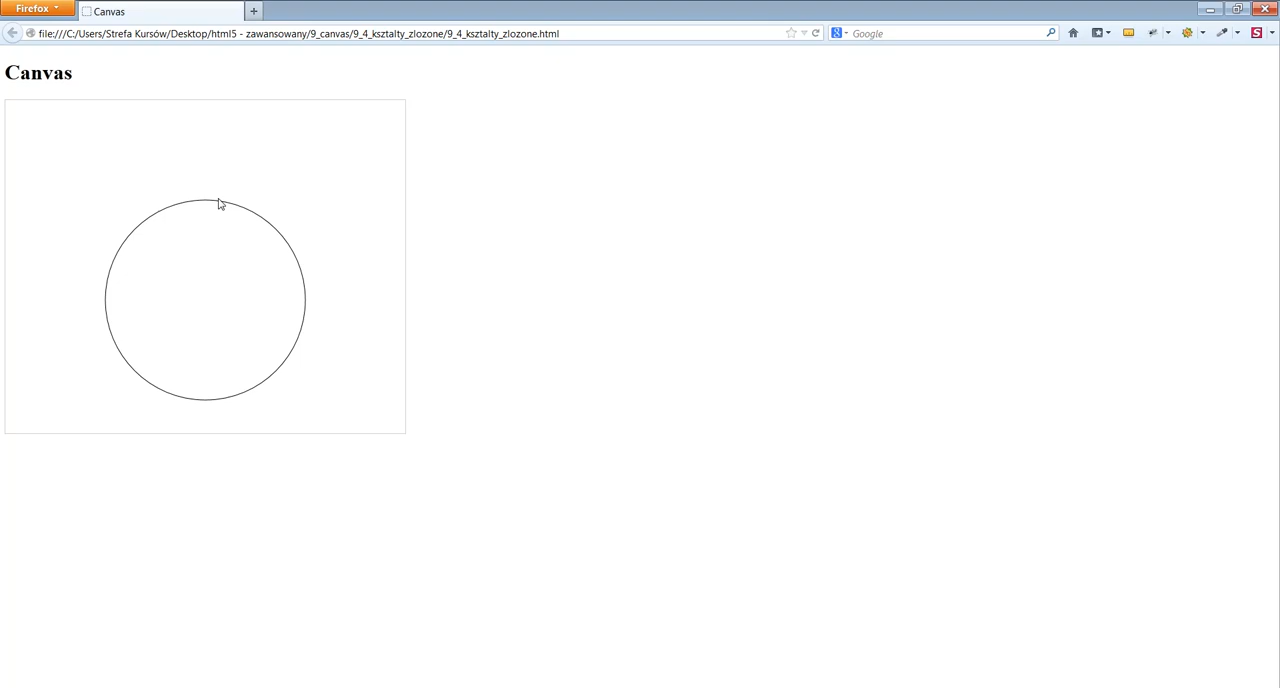 Firefox
Canvas
file:///C:/Users/Strefa Kursów/Desktop/html5 - zawansowany/9_canvas/9_4_ksztalty_zlozone/9_4_ksztalty_zlozone.html
Google
Canvas